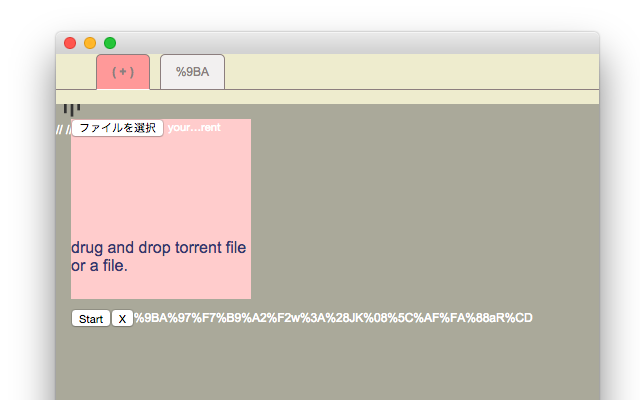 ( + )
%9BA
// // ファイルを選択 your...rent
drug and drop torrent file
or a file.
Start X %9BA%97%F7%B9%A2%F2w%3A%28JK%08%5C%AF%FA%88aR%CD